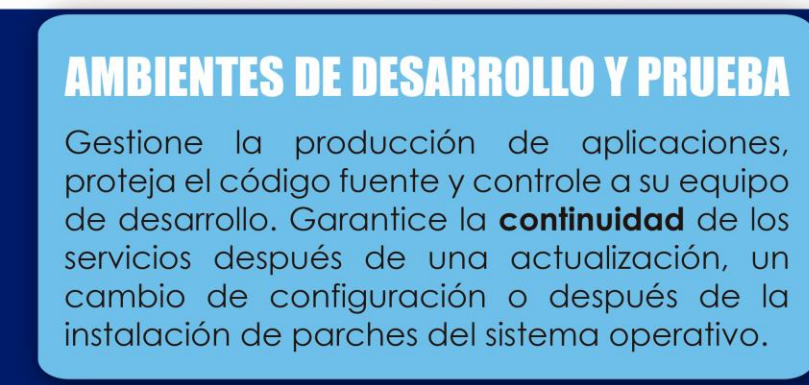 AMBIENTES DE DESARROLLO Y PRUEBA
Gestione la producción de aplicaciones,
proteja el código fuente y controle a su equipo
de desarrollo. Garantice la continuidad de los
servicios después de una actualización, un
cambio de configuración o después de la
instalación de parches del sistema operativo.